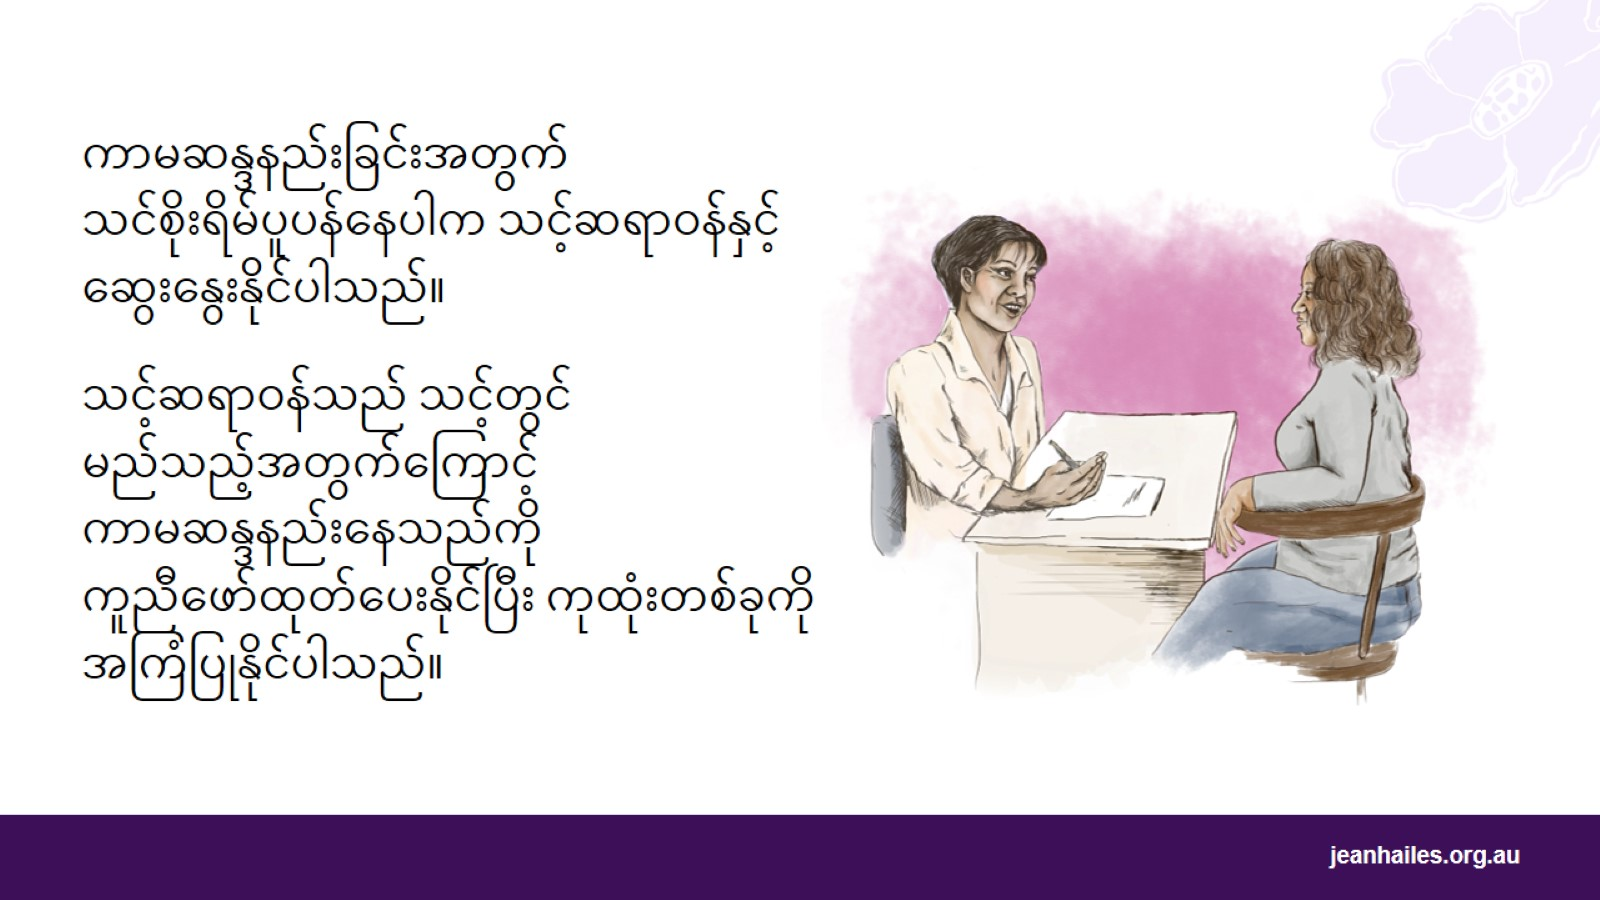 ကာမဆန္ဒနည်းခြင်းအတွက်
သင်စိုးရိမ်ပူပန်နေပါက သင့်ဆရာဝန်နှင့်
ဆွေးနွေးနိုင်ပါသည်။
သင့်ဆရာဝန်သည် သင့်တွင်
မည်သည့်အတွက်ကြောင့်
ကာမဆန္ဒနည်းနေသည်ကို
ကူညီဖော်ထုတ်ပေးနိုင်ပြီး ကုထုံးတစ်ခုကို
အကြံပြုနိုင်ပါသည်။
jeanhailes.org.au